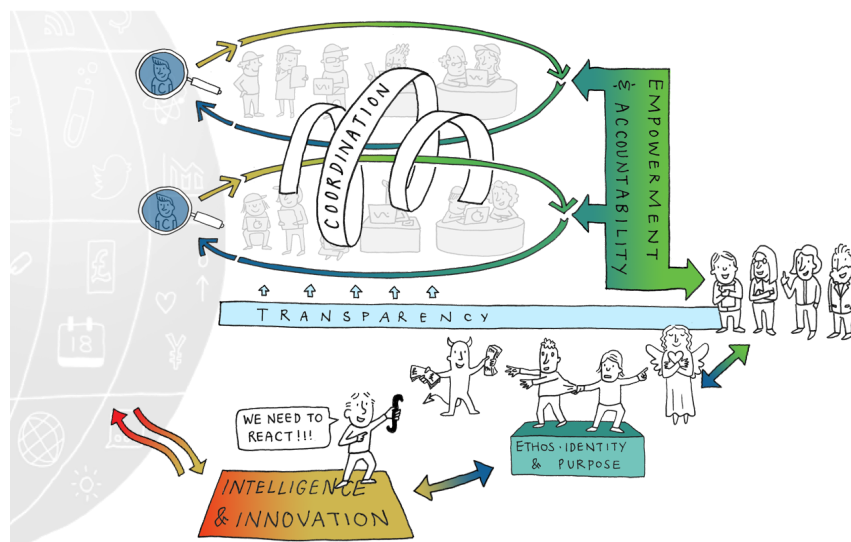 C
COORDINATION
EMPOWERMENT
& ACCOUNTABILITY
C
TRANSPARENCY
18
WE NEED TO
REACT!!!
ETHOS·IDENTITY
& PURPOSE
INTELLIGENCE
& INNOVATION